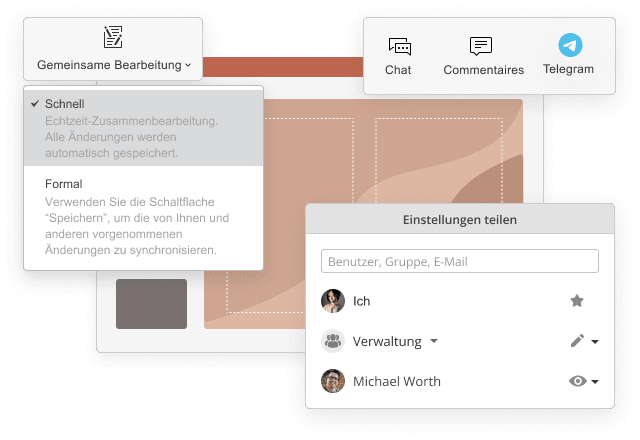 Gemeinsame Bearbeitung
Schnell
Echtzeit-Zusammenbearbeitung.
Alle Änderungen werden
automatisch gespeichert.
Formal
Verwenden Sie die Schaltflache
“Speichern”, um die von Ihnen und
anderen vorgenommenen
Änderungen zu synchronisieren.
Chat
Commentaires
Telegram
Einstellungen teilen
Benutzer, Gruppe, E-Mail
Ich
Verwaltung
Michael Worth